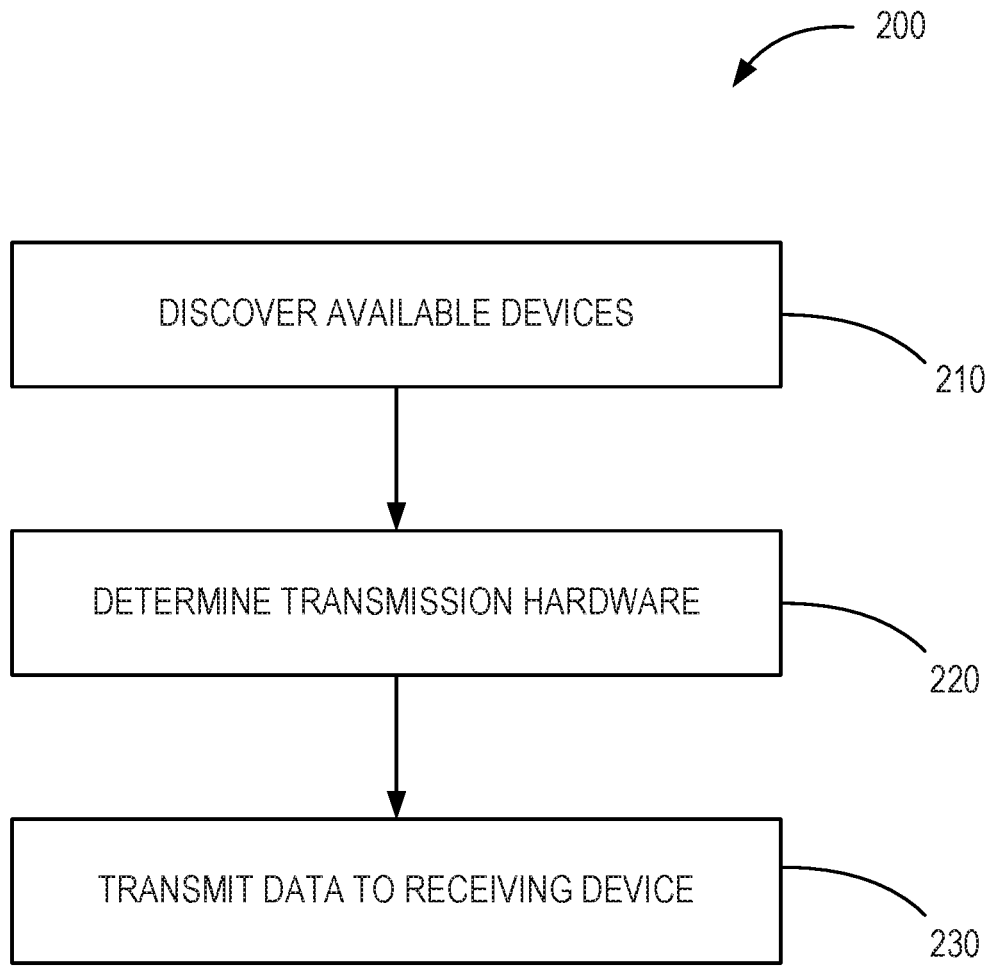 200
DISCOVER AVAILABLE DEVICES
210
DETERMINE TRANSMISSION HARDWARE
220
TRANSMIT DATA TO RECEIVING DEVICE
230